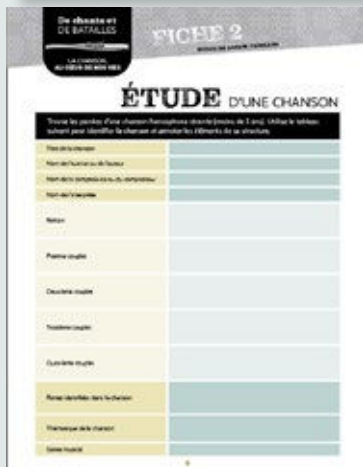 De chants et
DE BATAILLES
LA CHANSON,
AU CŒUR DE NOS VIES
FICHE 2
ÉTUDE D'UNE CHANSON
Trouve les paroles d'une chanson francophone récente (moins de 5 ans). Utilise le tableau
suivant pour identifier la chanson et annoter les éléments de sa structure.
Titre de la chanson
Nom de l'auteur ou de l'auteure
Nom de la compositrice ou du compositeur
Nom de l'interprète
Refrain
Premier couplet
Deuxième couplet
Troisième couplet
Quatrième couplet
Rimes identifiées dans la chanson
Thématique de la chanson
Genre musical